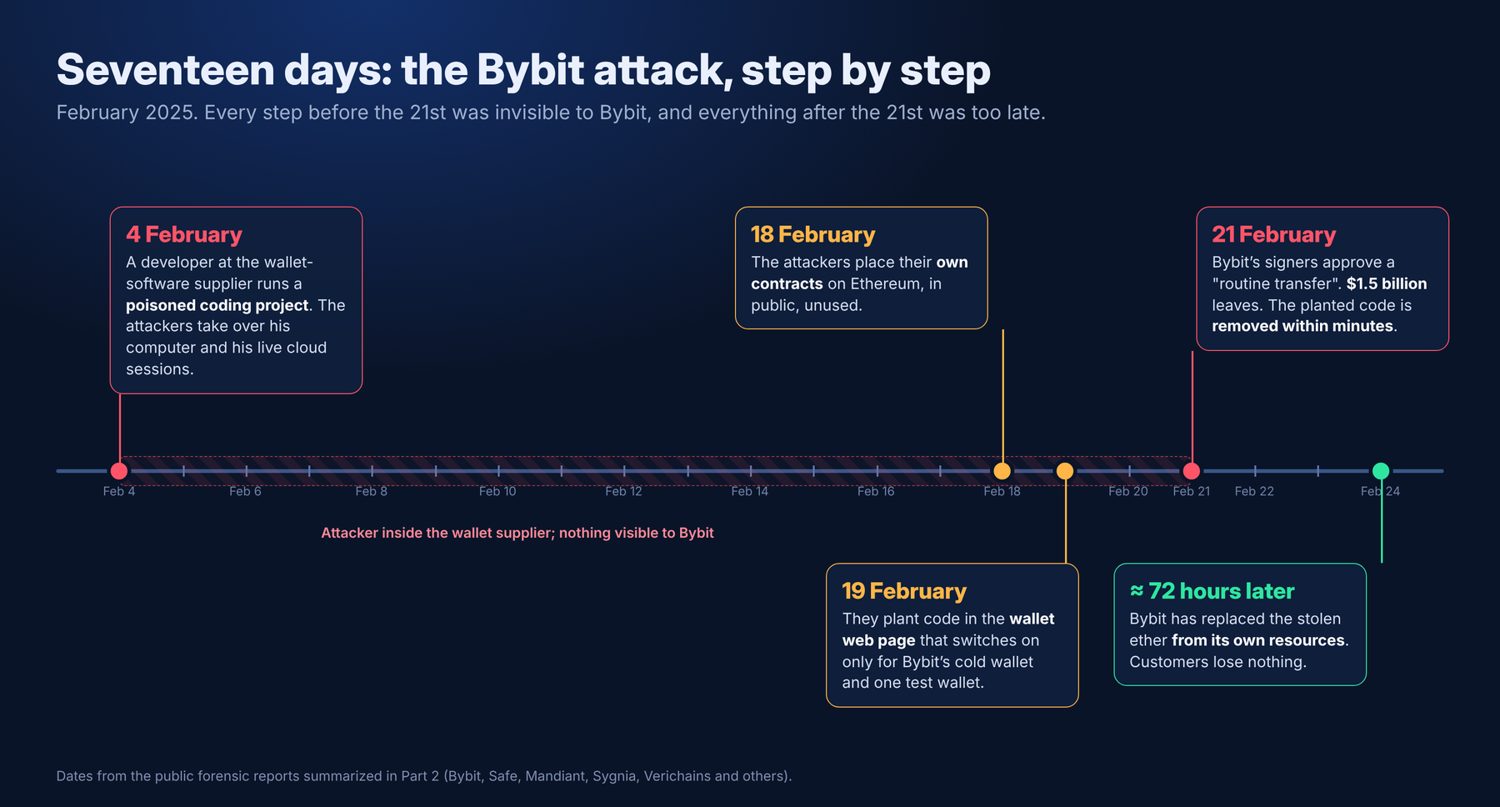 Seventeen days: the Bybit attack, step by step
February 2025. Every step before the 21st was invisible to Bybit, and everything after the 21st was too late.
4 February
A developer at the wallet-
software supplier runs a
poisoned coding project. The
attackers take over his
computer and his live cloud
sessions.
18 February
The attackers place their own
contracts on Ethereum, in
public, unused.
21 February
Bybit’s signers approve a
"routine transfer". $1.5 billion
leaves. The planted code is
removed within minutes.
Feb 4 Feb 6 Feb 8 Feb 10 Feb 12 Feb 14 Feb 16 Feb 18 Feb 20 Feb 21 Feb 22 Feb 24
Attacker inside the wallet supplier; nothing visible to Bybit
19 February
They plant code in the wallet
web page that switches on
only for Bybit’s cold wallet
and one test wallet.
≈ 72 hours later
Bybit has replaced the stolen
ether from its own resources.
Customers lose nothing.
Dates from the public forensic reports summarized in Part 2 (Bybit, Safe, Mandiant, Sygnia, Verichains and others).